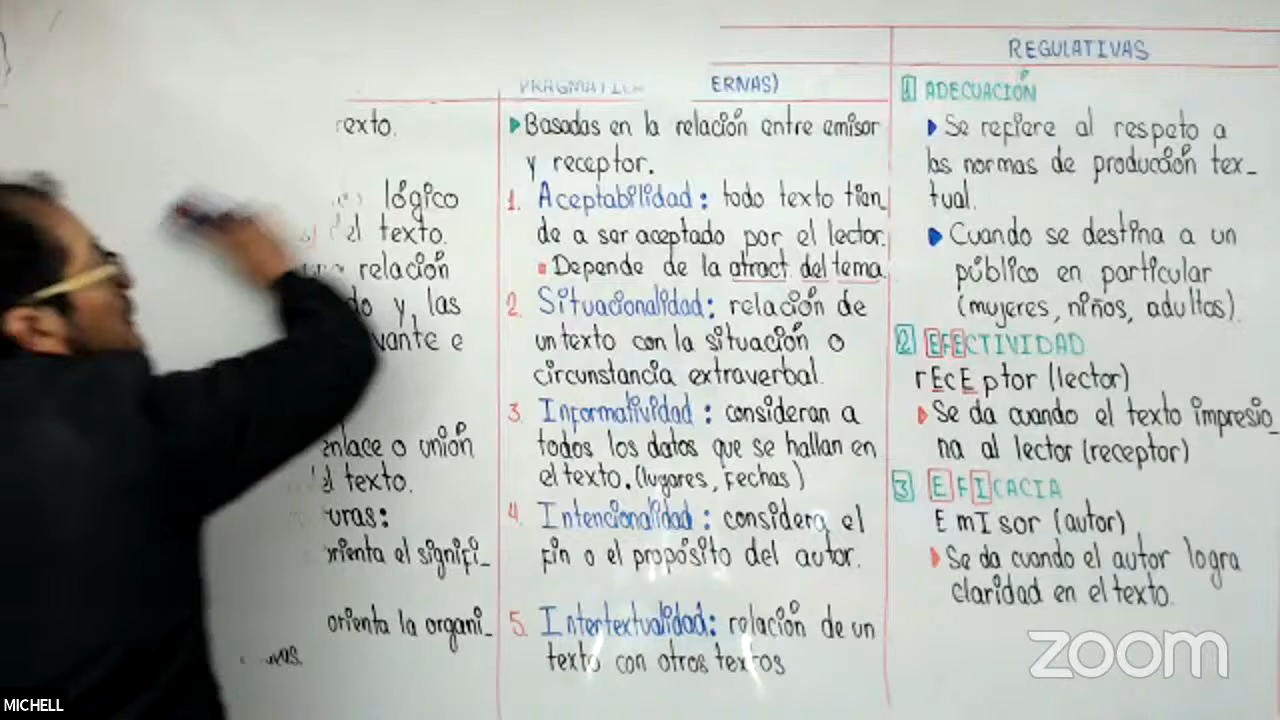 texto.
lógico
el texto.
relación
do y, las
vante e
enlace o unión
el texto.
turas:
orienta el signifi_
orienta la organi_
PRAGMÁTICA ERNAS)
▶Basadas en la relación entre emisor
y receptor.
1. Aceptabilidad: todo texto tien_
de a ser aceptado por el lector.
▪Depende de la atract. del tema.
2. Situacionalidad: relación de
un texto con la situación o
circunstancia extraverbal.
3. Informatividad: consideran a
todos los datos que se hallan en
el texto. (lugares, fechas)
4. Intencionalidad: considera el
fin o el propósito del autor.
5. Intertextualidad: relación de un
texto con otros textos
REGULATIVAS
1 ADECUACIÓN
▶Se refiere al respeto a
las normas de producción tex_
tual.
▶Cuando se destina a un
público en particular
(mujeres, niños, adultos).
2 EFECTIVIDAD
rEcEptor (lector)
▶Se da cuando el texto impresio_
na al lector (receptor)
3 EFICACIA
EmIsor (autor)
▶Se da cuando el autor logra
claridad en el texto.
zoom
MICHELL